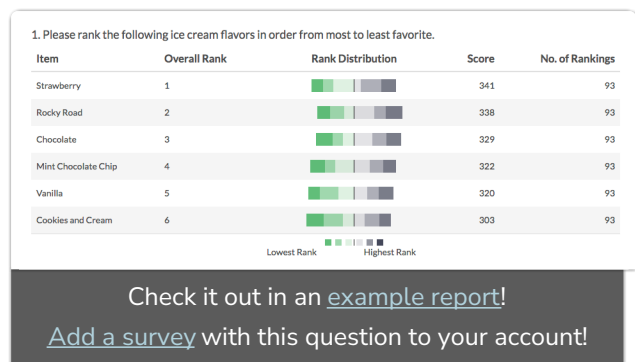 1. Please rank the following ice cream flavors in order from most to least favorite.
Item Overall Rank Rank Distribution Score No. of Rankings
Strawberry 1 341 93
Rocky Road 2 338 93
Chocolate 3 329 93
Mint Chocolate Chip 4 322 93
Vanilla 5 320 93
Cookies and Cream 6 303 93
Lowest Rank Highest Rank
Check it out in an example report!
Add a survey with this question to your account!